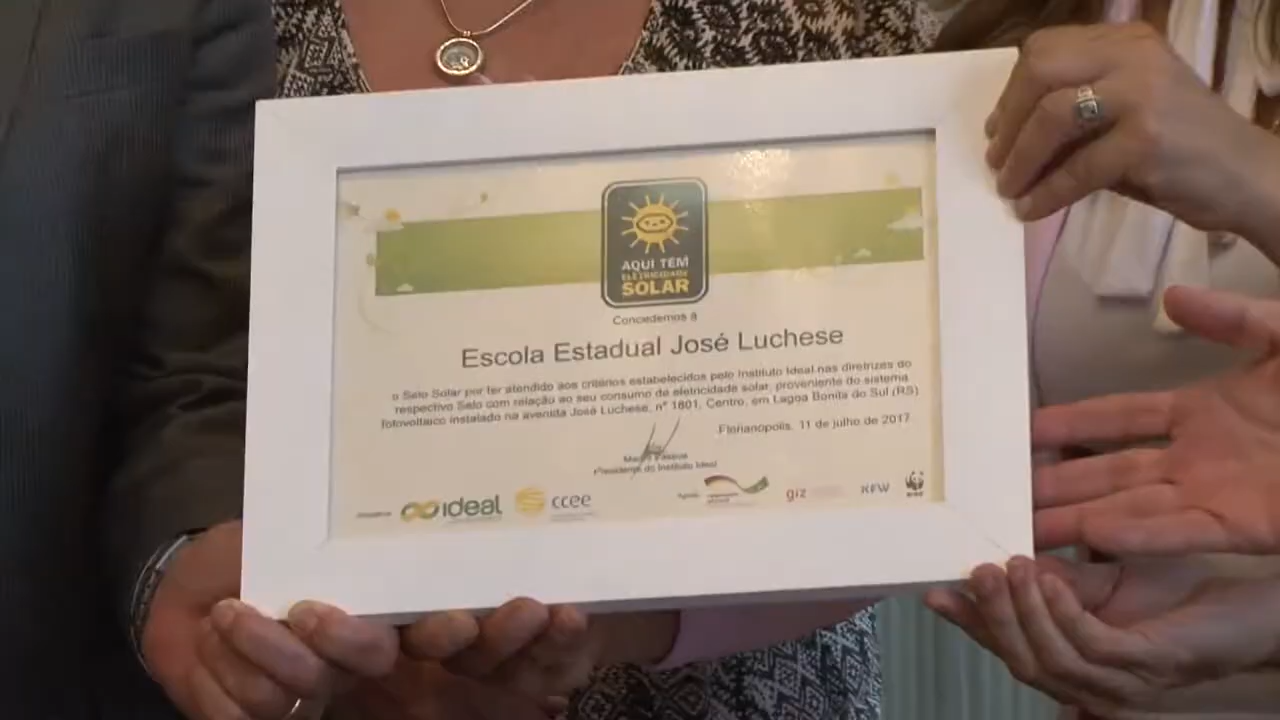 AQUI TEM
ELETRICIDADE
SOLAR
Concedemos à
Escola Estadual José Luchese
o Selo Solar por ter atendido aos critérios estabelecidos pelo Instituto Ideal nas diretrizes do
respectivo Selo com relação ao seu consumo de eletricidade solar, proveniente do sistema
fotovoltaico instalado na avenida José Luchese, nº 1801, Centro, em Lagoa Bonita do Sul (RS)
Florianópolis, 11 de julho de 2017
Presidente do Instituto Ideal
ideal
ccee
giz
KFW
WWF